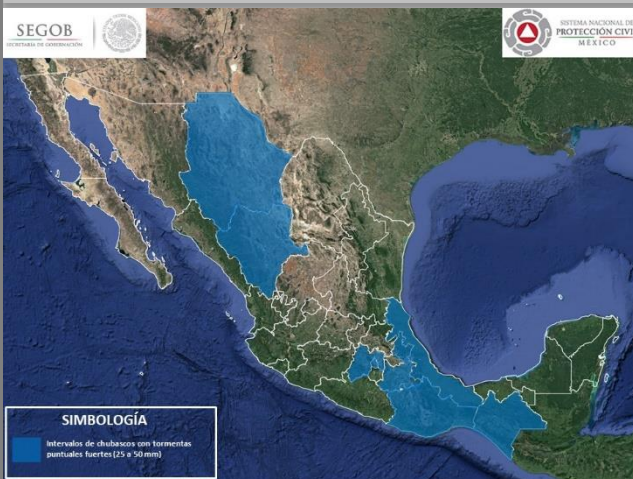 SEGOB
SECRETARÍA DE GOBERNACIÓN
SISTEMA NACIONAL DE
PROTECCIÓN CIVIL
MÉXICO
SIMBOLOGÍA
Intervalos de chubascos con tormentas
puntuales fuertes (25 a 50 mm)